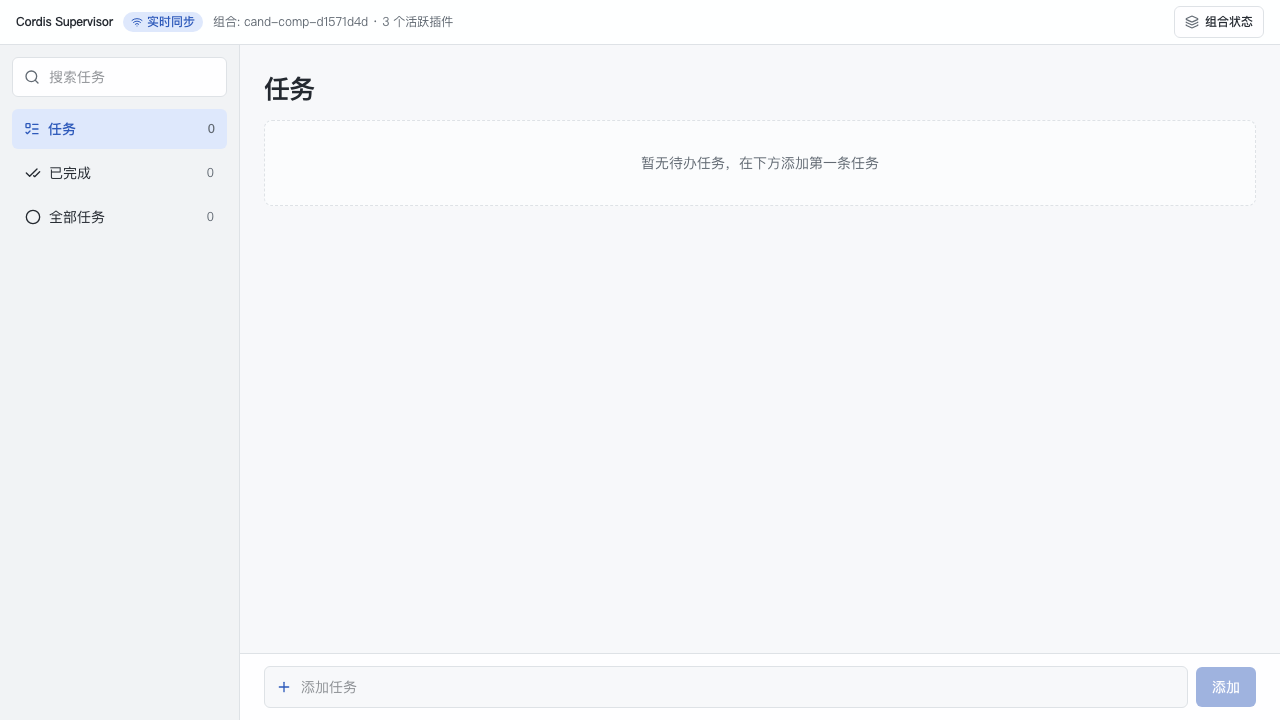 Cordis Supervisor 实时同步 组合: cand-comp-d1571d4d · 3 个活跃插件 组合状态
搜索任务
任务 0
已完成 0
全部任务 0
任务
暂无待办任务，在下方添加第一条任务
添加任务 添加